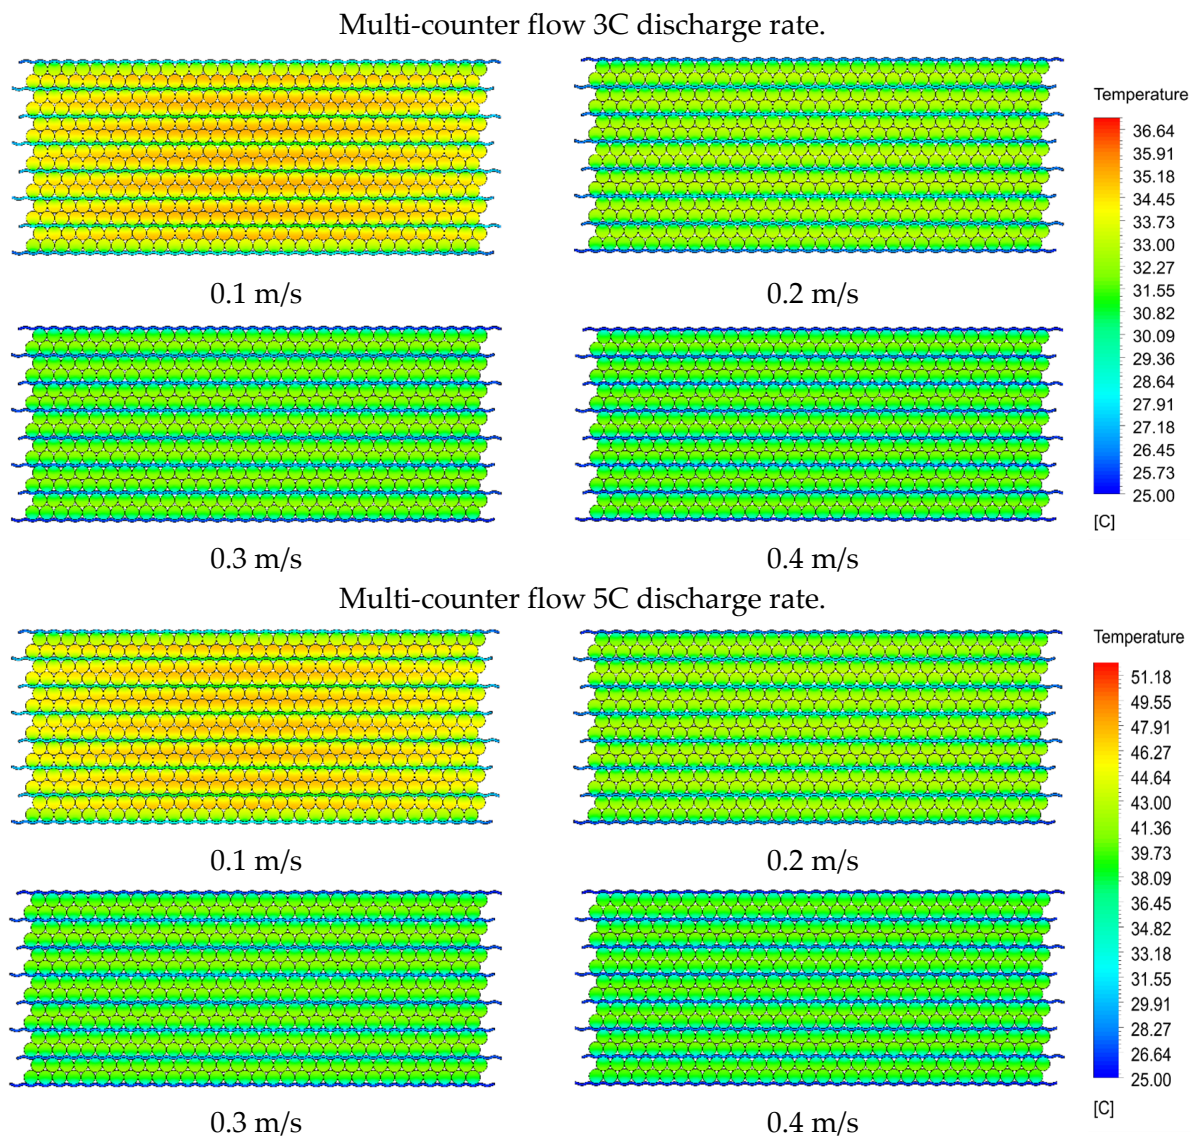 Multi-counter flow 3C discharge rate.
Temperature
36.64
35.91
35.18
34.45
33.73
33.00
32.27
31.55
30.82
30.09
29.36
28.64
27.91
27.18
26.45
25.73
25.00
[C]
0.1 m/s
0.2 m/s
0.3 m/s
0.4 m/s
Multi-counter flow 5C discharge rate.
Temperature
51.18
49.55
47.91
46.27
44.64
43.00
41.36
39.73
38.09
36.45
34.82
33.18
31.55
29.91
28.27
26.64
25.00
[C]
0.1 m/s
0.2 m/s
0.3 m/s
0.4 m/s